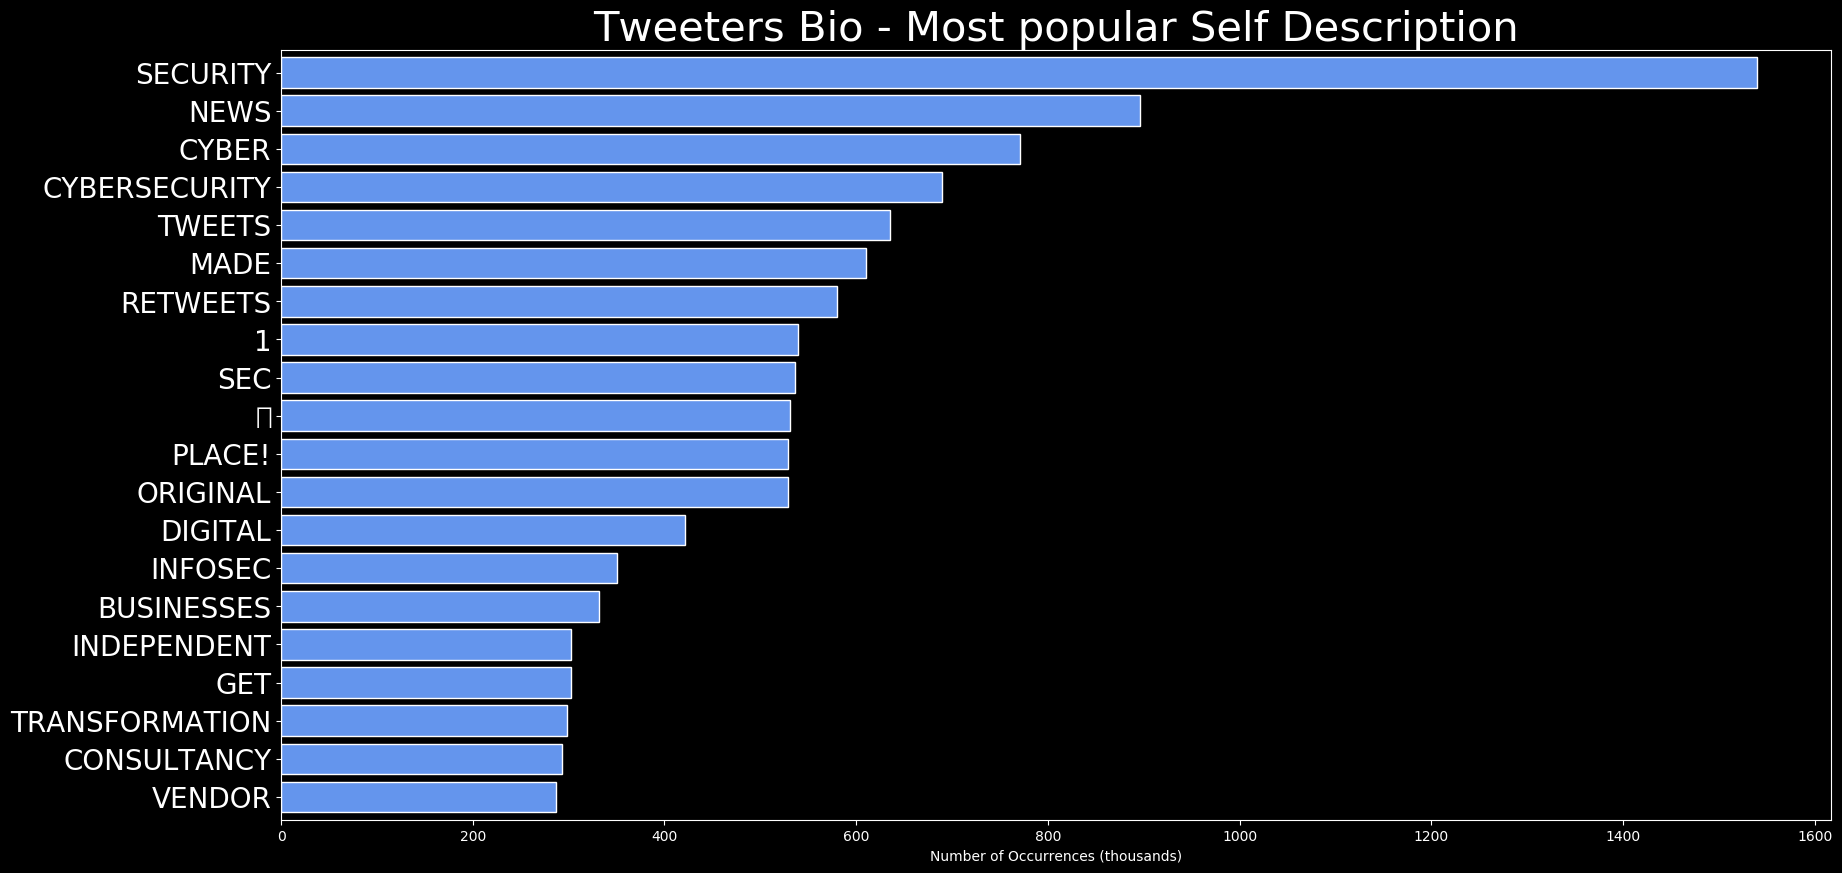 Tweeters Bio - Most popular Self Description
SECURITY
NEWS
CYBER
CYBERSECURITY
TWEETS
MADE
RETWEETS
1
SEC
PLACE!
ORIGINAL
DIGITAL
INFOSEC
BUSINESSES
INDEPENDENT
GET
TRANSFORMATION
CONSULTANCY
VENDOR
0 200 400 600 800 1000 1200 1400 1600
Number of Occurrences (thousands)